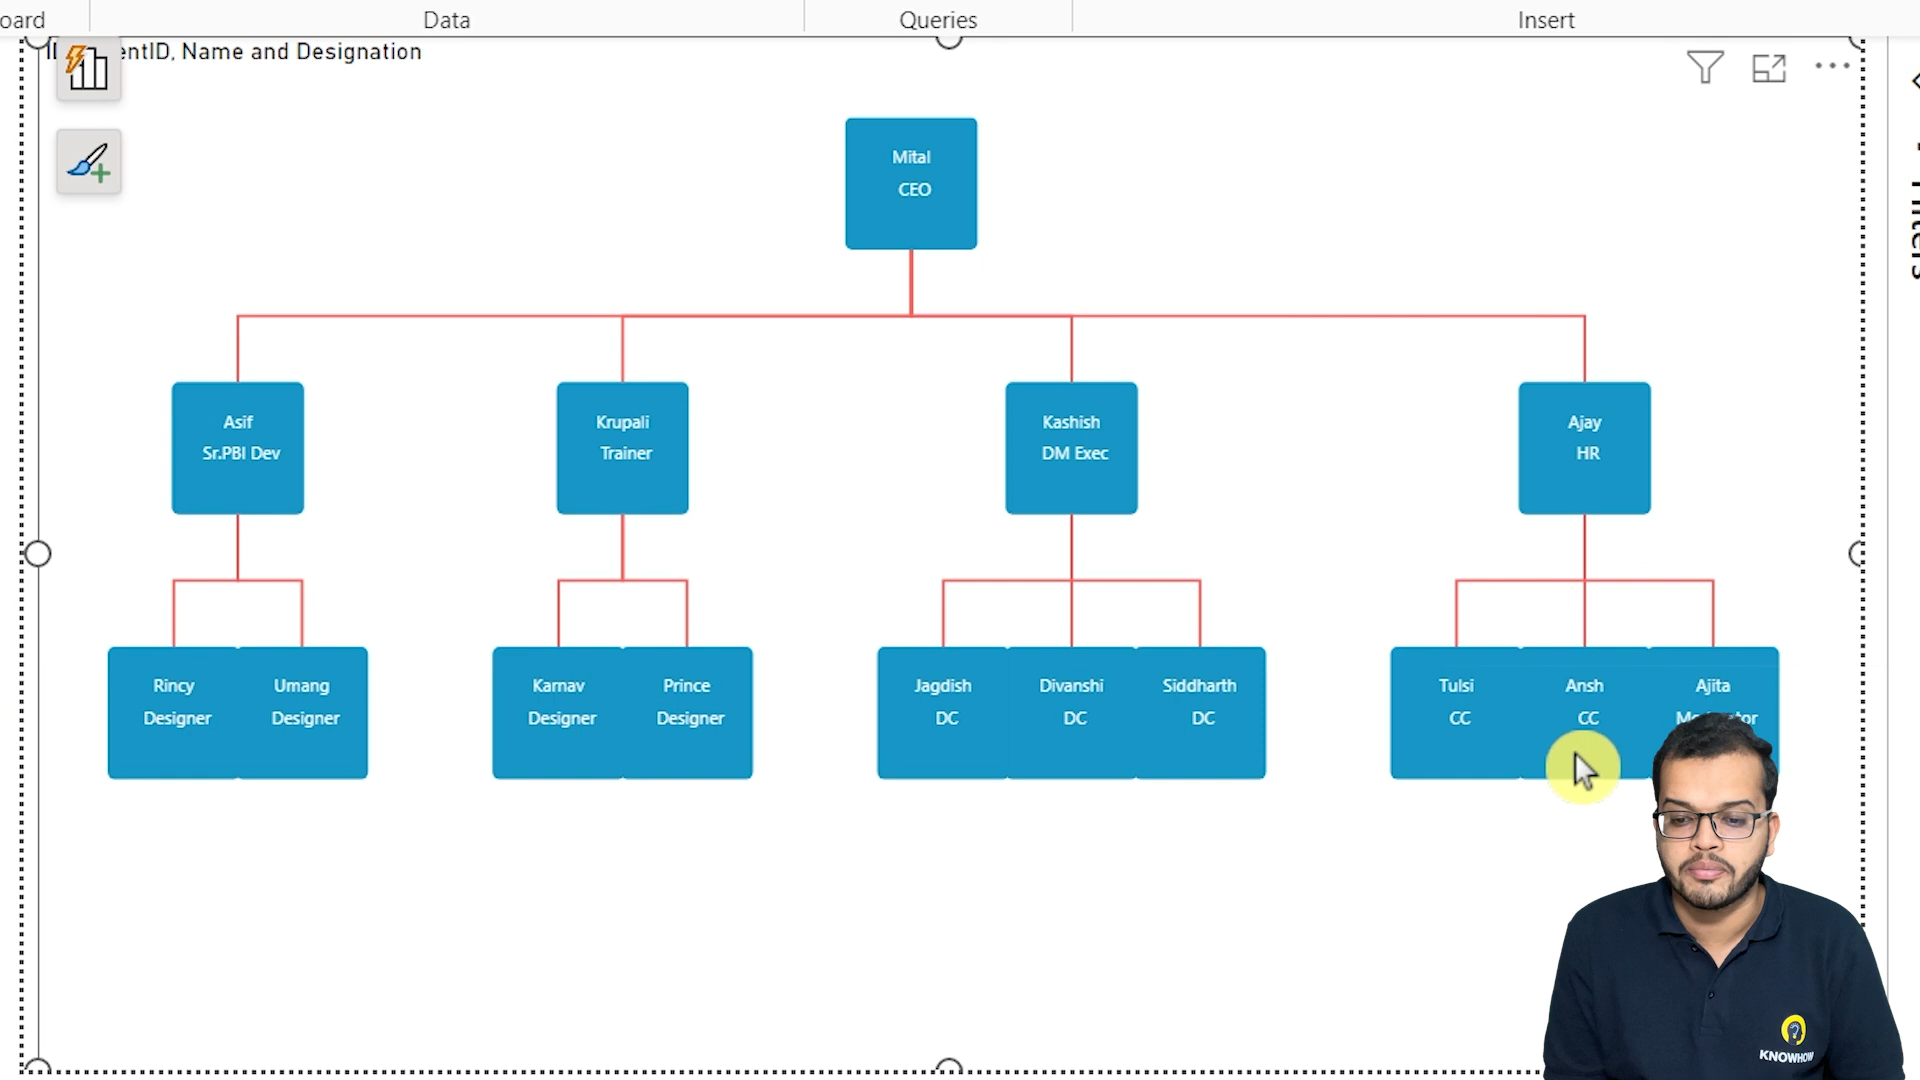 Data
Queries
Insert
entID, Name and Designation
Filters
Mital
CEO
Asif
Sr.PBI Dev
Krupali
Trainer
Kashish
DM Exec
Ajay
HR
Rincy
Designer
Umang
Designer
Karnav
Designer
Prince
Designer
Jagdish
DC
Divanshi
DC
Siddharth
DC
Tulsi
CC
Ansh
CC
Ajita
KNOWHOW